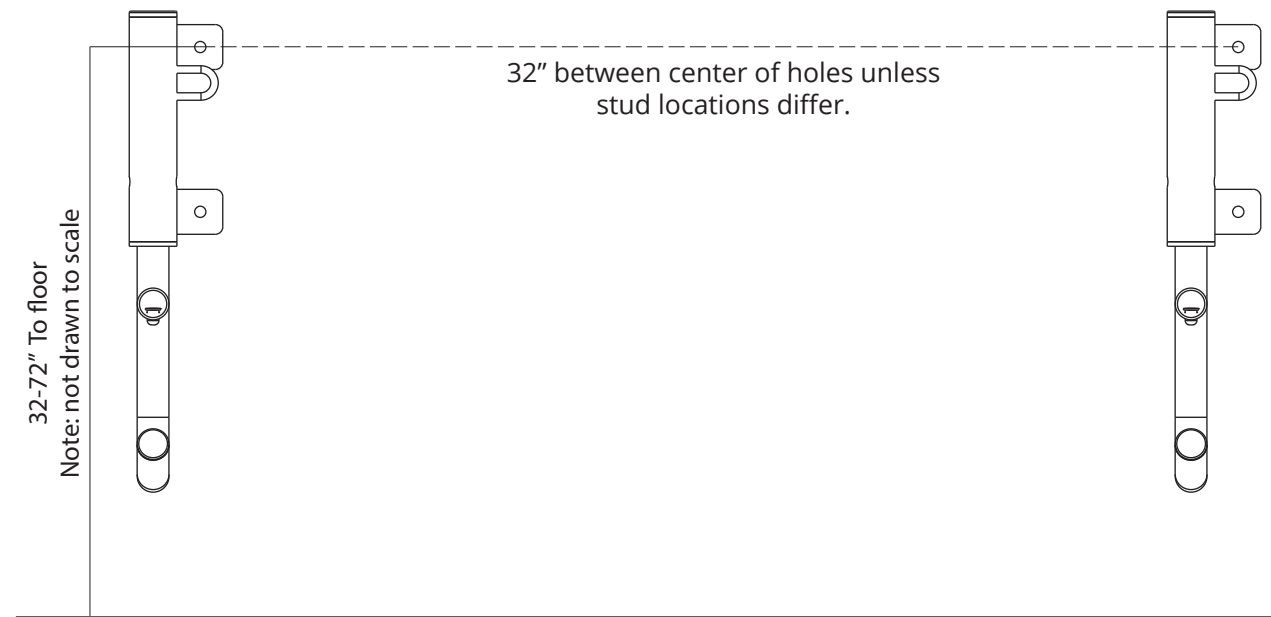 32” between center of holes unless
stud locations differ.
32-72” To floor
Note: not drawn to scale